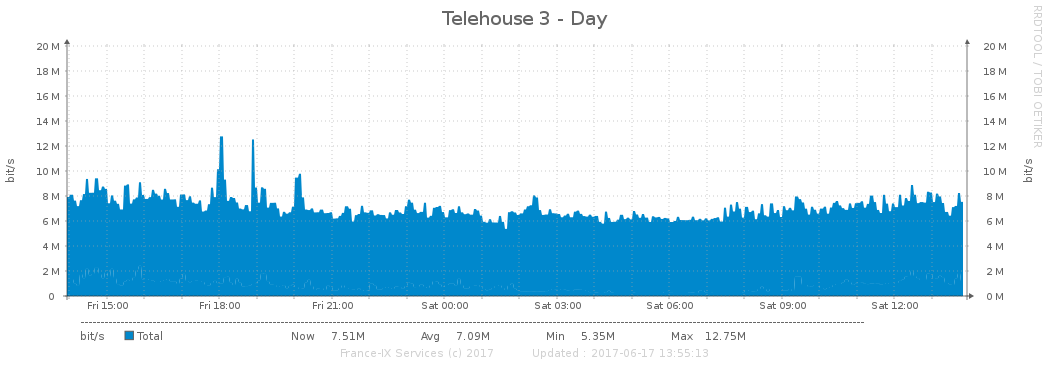 Telehouse 3 - Day
RRDTOOL / TOBI OETIKER
bit/s
20 M 20 M
18 M 18 M
16 M 16 M
14 M 14 M
12 M 12 M
10 M 10 M
8 M 8 M
6 M 6 M
4 M 4 M
2 M 2 M
0 0 M
bit/s
Fri 15:00 Fri 18:00 Fri 21:00 Sat 00:00 Sat 03:00 Sat 06:00 Sat 09:00 Sat 12:00
bit/s Total Now 7.51M Avg 7.09M Min 5.35M Max 12.75M
France-IX Services (c) 2017 Updated : 2017-06-17 13:55:13